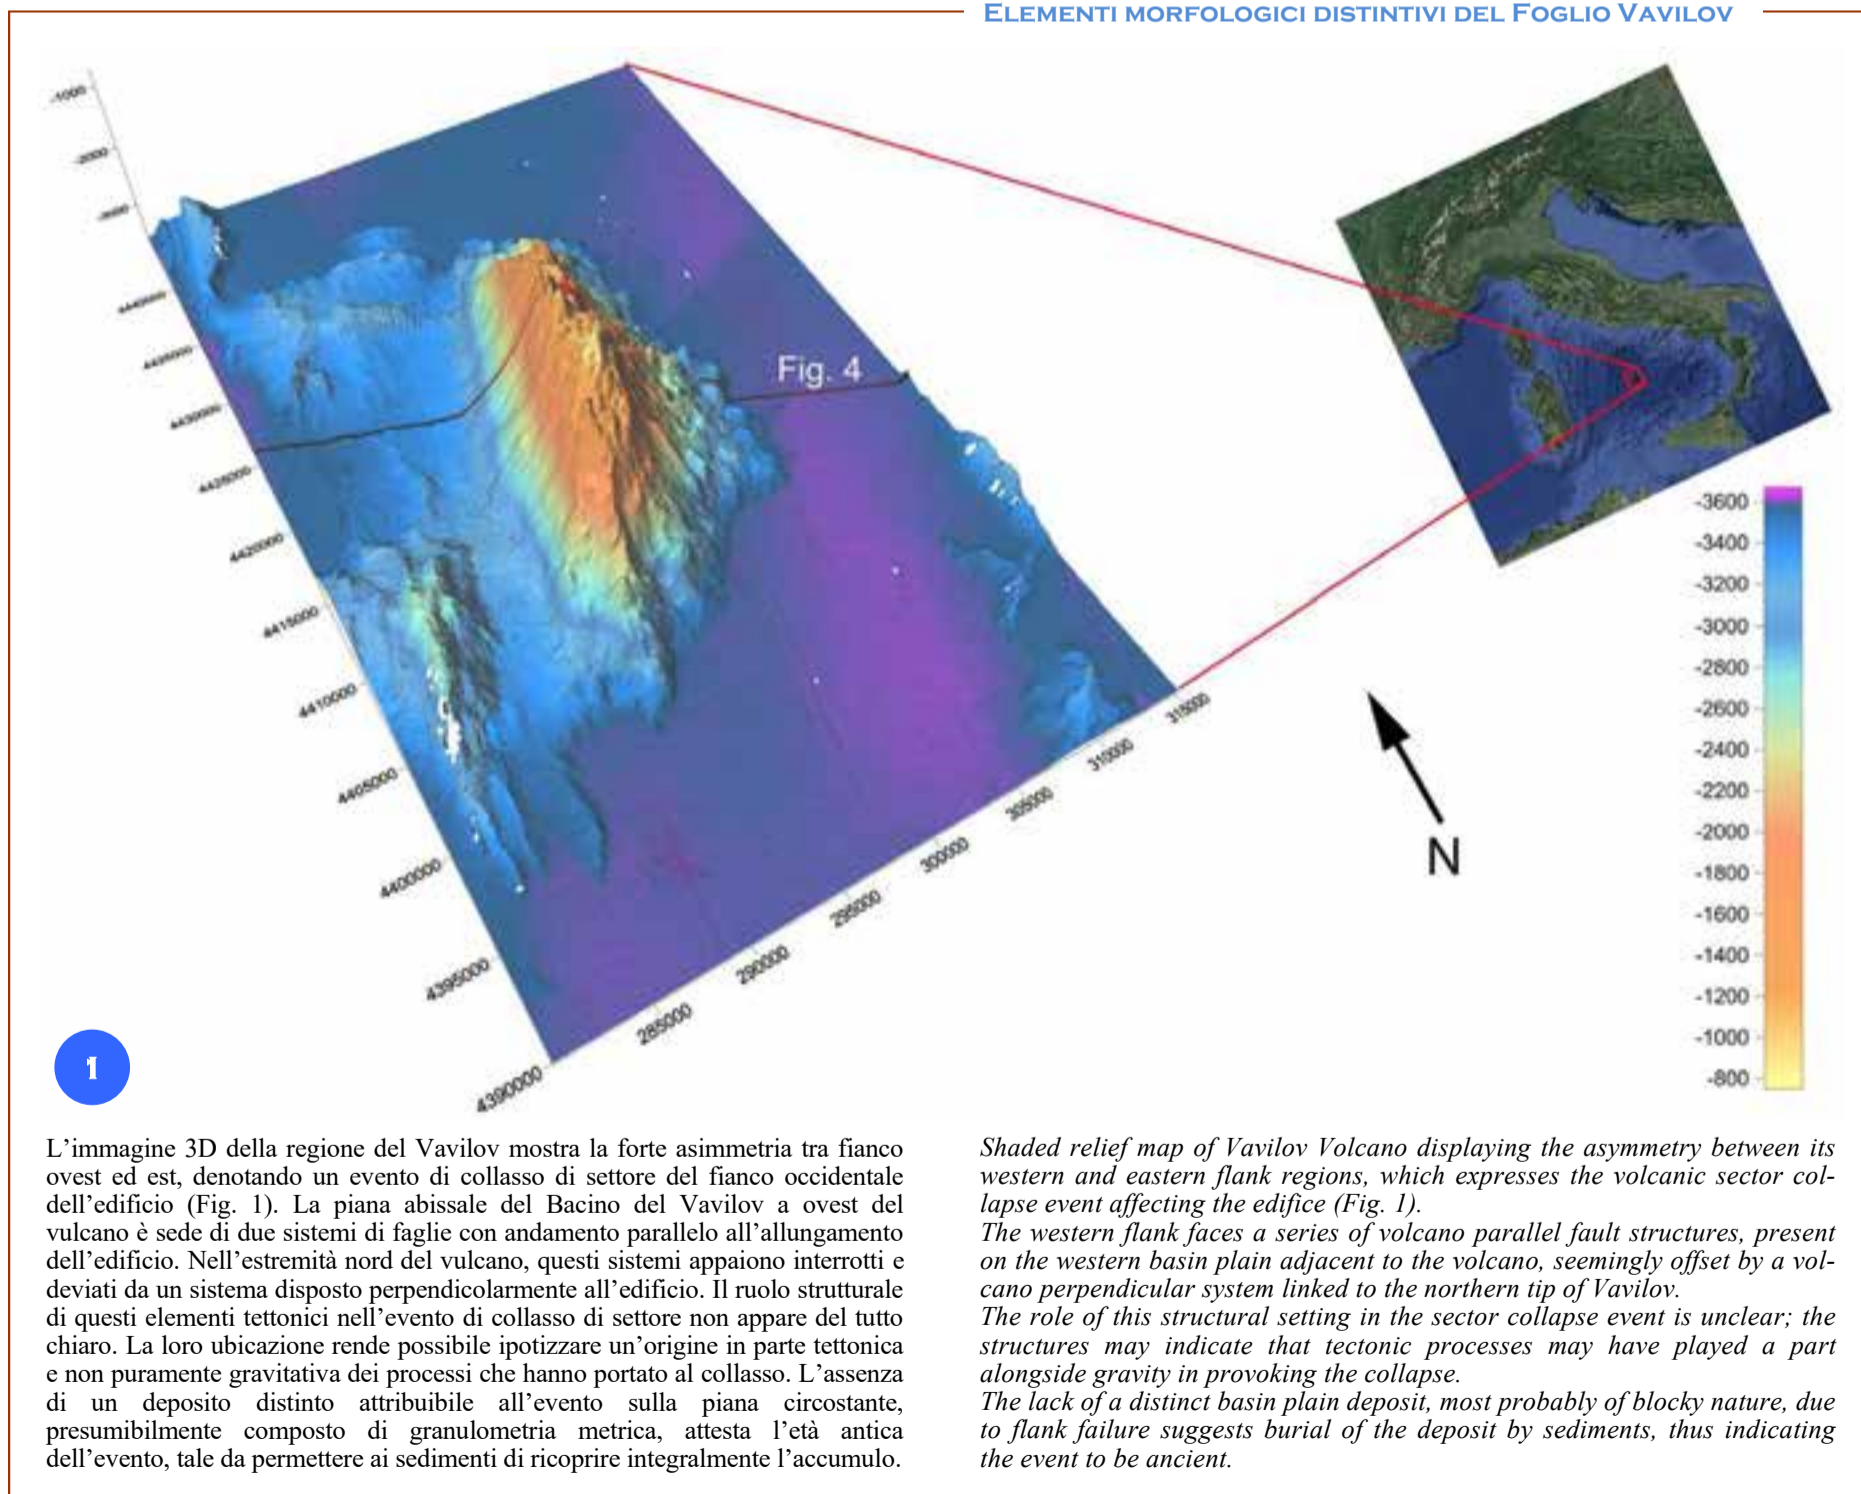 ELEMENTI MORFOLOGICI DISTINTIVI DEL FOGLIO VAVILOV
-1000
-2000
-3000
4440000
4435000
4430000
4425000
4420000
4415000
4410000
4405000
4400000
4395000
4390000
285000
290000
295000
300000
305000
310000
315000
Fig. 4
N
-3600
-3400
-3200
-3000
-2800
-2600
-2400
-2200
-2000
-1800
-1600
-1400
-1200
-1000
-800
1
L’immagine 3D della regione del Vavilov mostra la forte asimmetria tra fianco
ovest ed est, denotando un evento di collasso di settore del fianco occidentale
dell’edificio (Fig. 1). La piana abissale del Bacino del Vavilov a ovest del
vulcano è sede di due sistemi di faglie con andamento parallelo all’allungamento
dell’edificio. Nell’estremità nord del vulcano, questi sistemi appaiono interrotti e
deviati da un sistema disposto perpendicolarmente all’edificio. Il ruolo strutturale
di questi elementi tettonici nell’evento di collasso di settore non appare del tutto
chiaro. La loro ubicazione rende possibile ipotizzare un’origine in parte tettonica
e non puramente gravitativa dei processi che hanno portato al collasso. L’assenza
di un deposito distinto attribuibile all’evento sulla piana circostante,
presumibilmente composto di granulometria metrica, attesta l’età antica
dell’evento, tale da permettere ai sedimenti di ricoprire integralmente l’accumulo.
Shaded relief map of Vavilov Volcano displaying the asymmetry between its
western and eastern flank regions, which expresses the volcanic sector col-
lapse event affecting the edifice (Fig. 1).
The western flank faces a series of volcano parallel fault structures, present
on the western basin plain adjacent to the volcano, seemingly offset by a vol-
cano perpendicular system linked to the northern tip of Vavilov.
The role of this structural setting in the sector collapse event is unclear; the
structures may indicate that tectonic processes may have played a part
alongside gravity in provoking the collapse.
The lack of a distinct basin plain deposit, most probably of blocky nature, due
to flank failure suggests burial of the deposit by sediments, thus indicating
the event to be ancient.